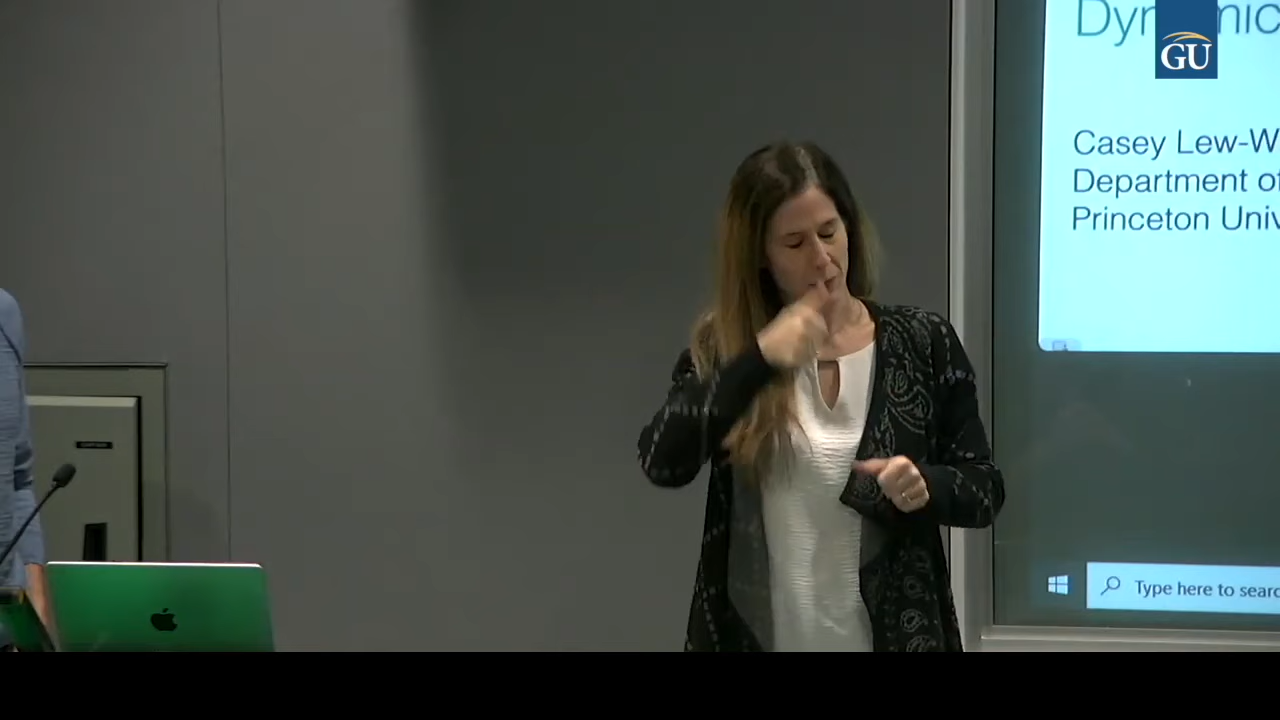 GU
Casey Lew-W
Department of
Princeton Univ
Type here to searc